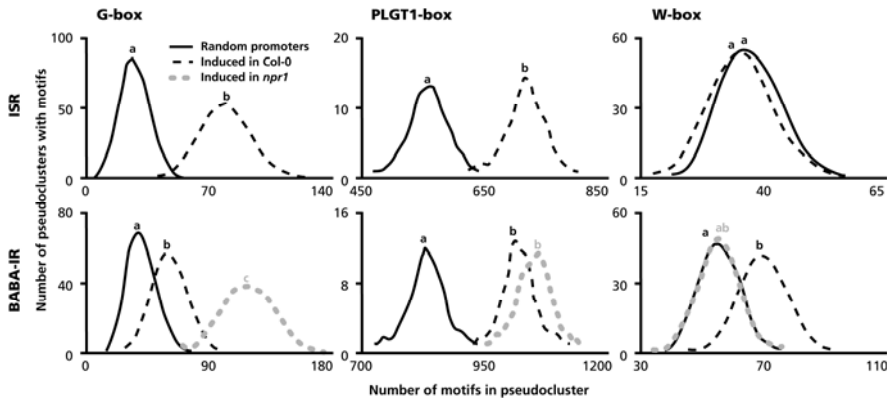 G-box
PLGT1-box
W-box
ISR
BABA-IR
Number of pseudoclusters with motifs
100
50
0
a
b
Random promoters
Induced in Col-0
Induced in npr1
0 70 140
20
10
0
a
b
450 650 850
60
30
0
a a
15 40 65
80
40
0
a
b
c
0 90 180
16
8
0
a
b
b
700 950 1200
60
30
0
a
ab
b
30 70 110
Number of motifs in pseudocluster